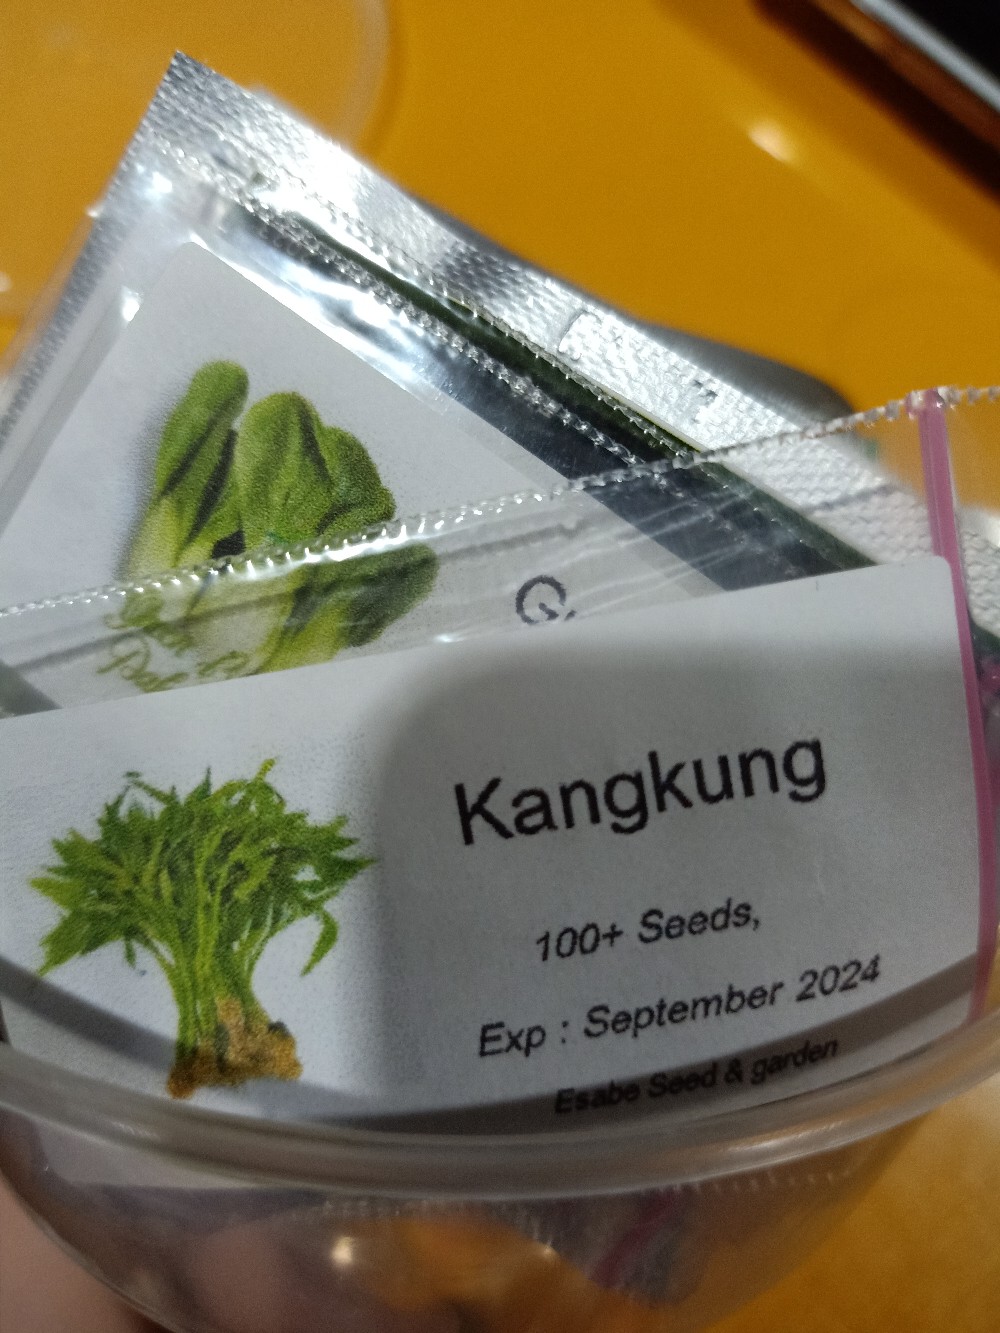 Kangkung
100+ Seeds,
Exp : September 2024
Esabe Seed & garden